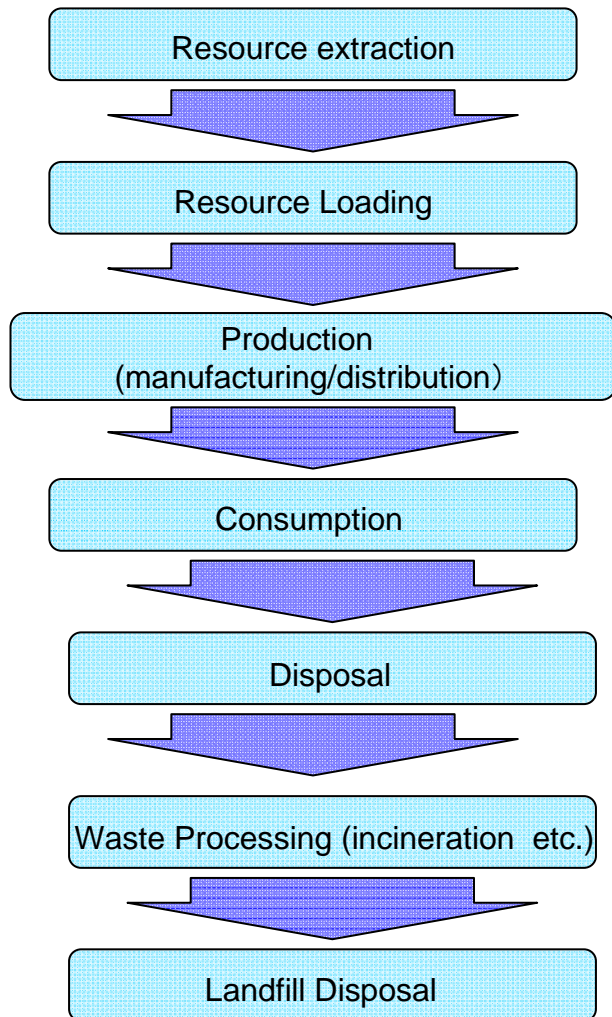 Resource extraction
Resource Loading
Production
(manufacturing/distribution）
Consumption
Disposal
Waste Processing (incineration etc.)
Landfill Disposal